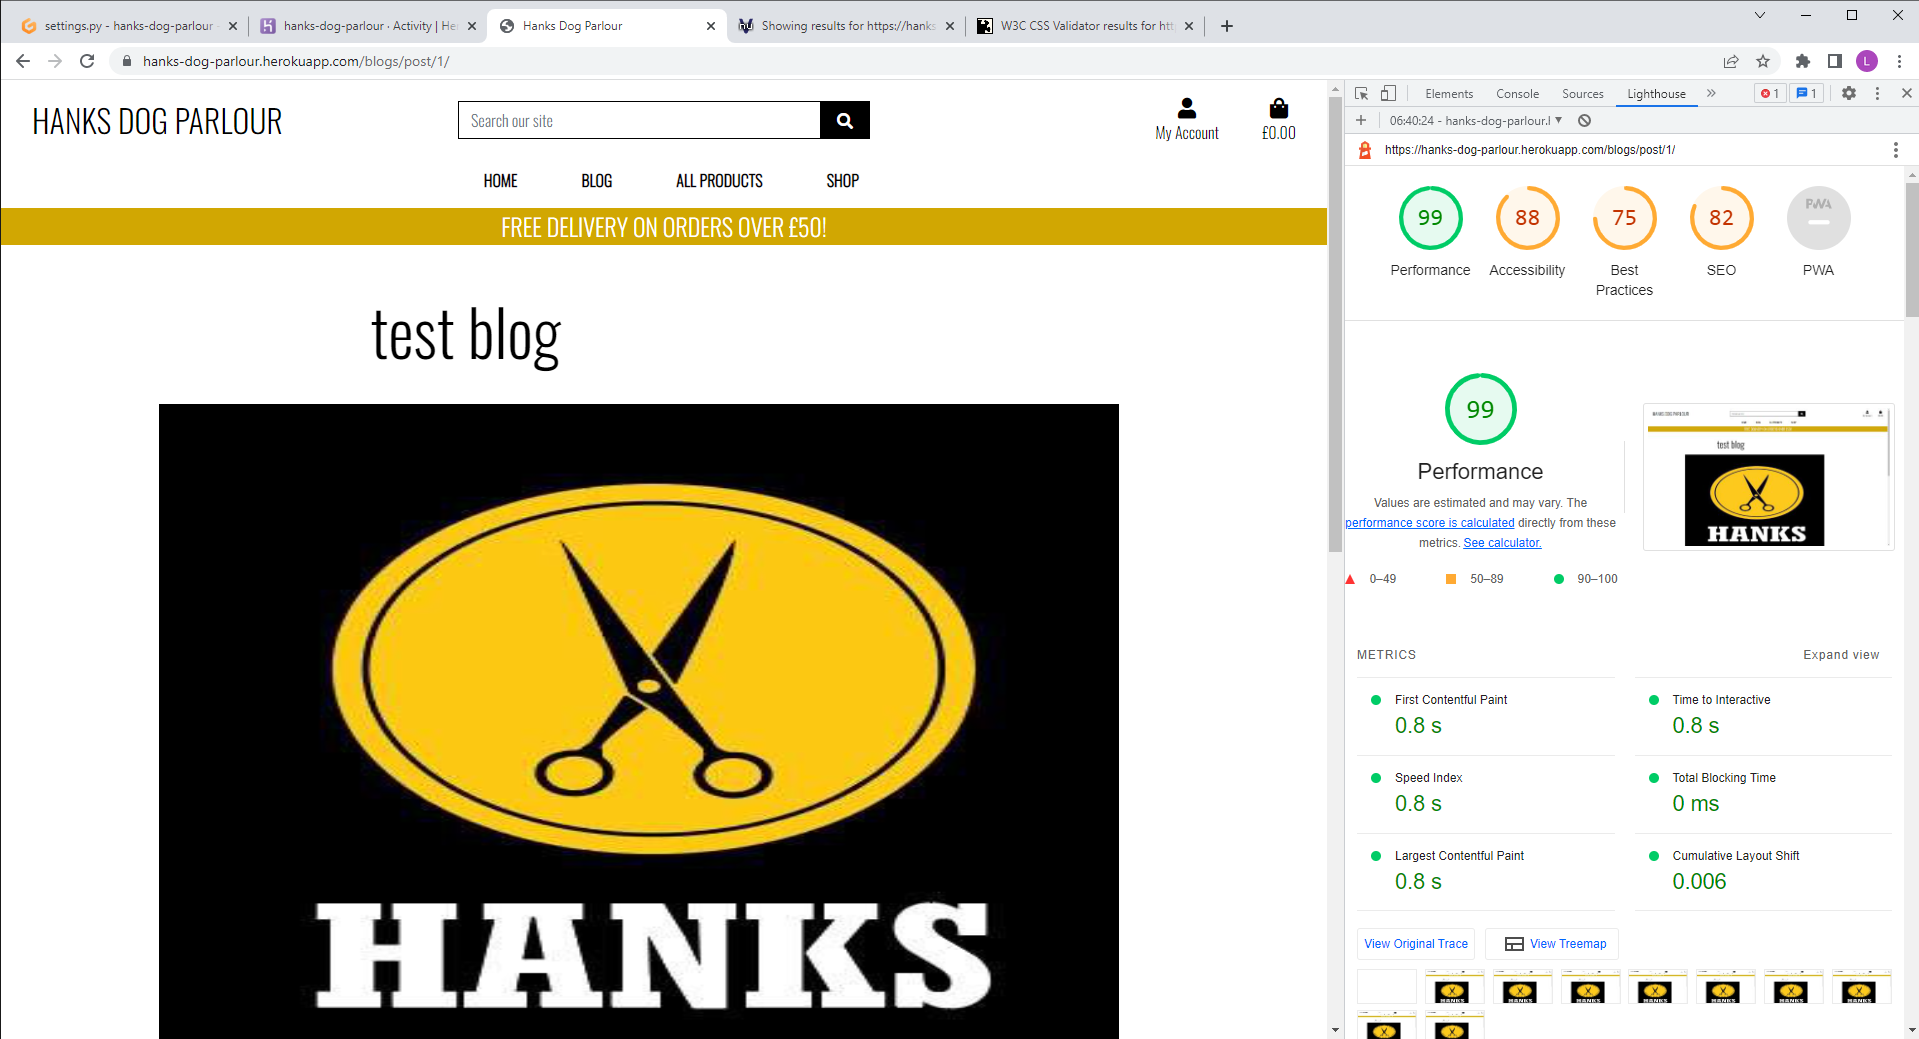 settings.py - hanks-dog-parlour
hanks-dog-parlour · Activity | He
Hanks Dog Parlour
Showing results for https://hanks
W3C CSS Validator results for htt
hanks-dog-parlour.herokuapp.com/blogs/post/1/
L
HANKS DOG PARLOUR
Search our site
My Account
£0.00
HOME
BLOG
ALL PRODUCTS
SHOP
FREE DELIVERY ON ORDERS OVER £50!
test blog
HANKS
Elements
Console
Sources
Lighthouse
1
1
06:40:24 - hanks-dog-parlour.
https://hanks-dog-parlour.herokuapp.com/blogs/post/1/
99
88
75
82
PWA
Performance
Accessibility
Best
Practices
SEO
PWA
99
Performance
Values are estimated and may vary. The
performance score is calculated directly from these
metrics. See calculator.
0–49
50–89
90–100
test blog
HANKS
METRICS
Expand view
First Contentful Paint
0.8 s
Time to Interactive
0.8 s
Speed Index
0.8 s
Total Blocking Time
0 ms
Largest Contentful Paint
0.8 s
Cumulative Layout Shift
0.006
View Original Trace
View Treemap
HANKS
HANKS
HANKS
HANKS
HANKS
HANKS
HANKS